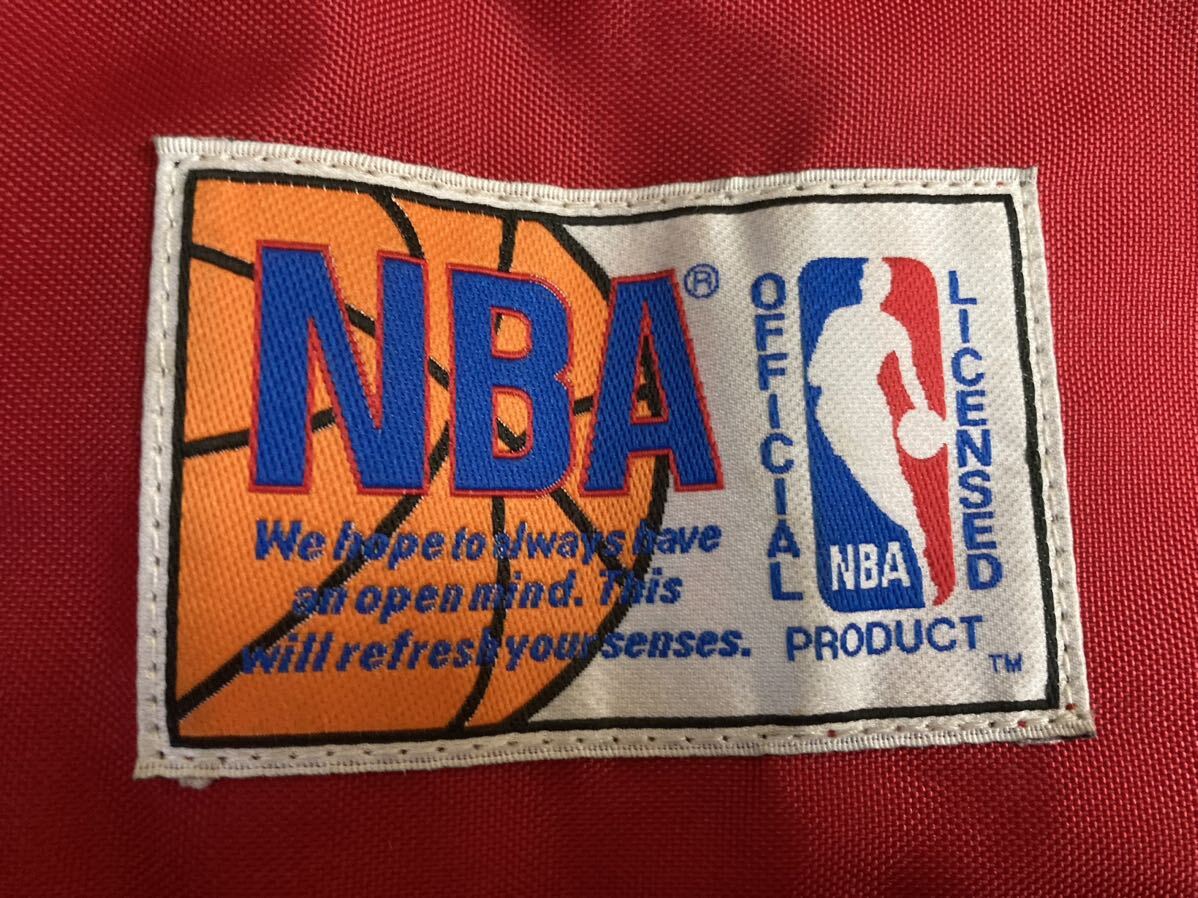 NBA®
We hope to always have
an open mind. This
will refresh your senses.
OFFICIAL
LICENSED
NBA
PRODUCT
TM